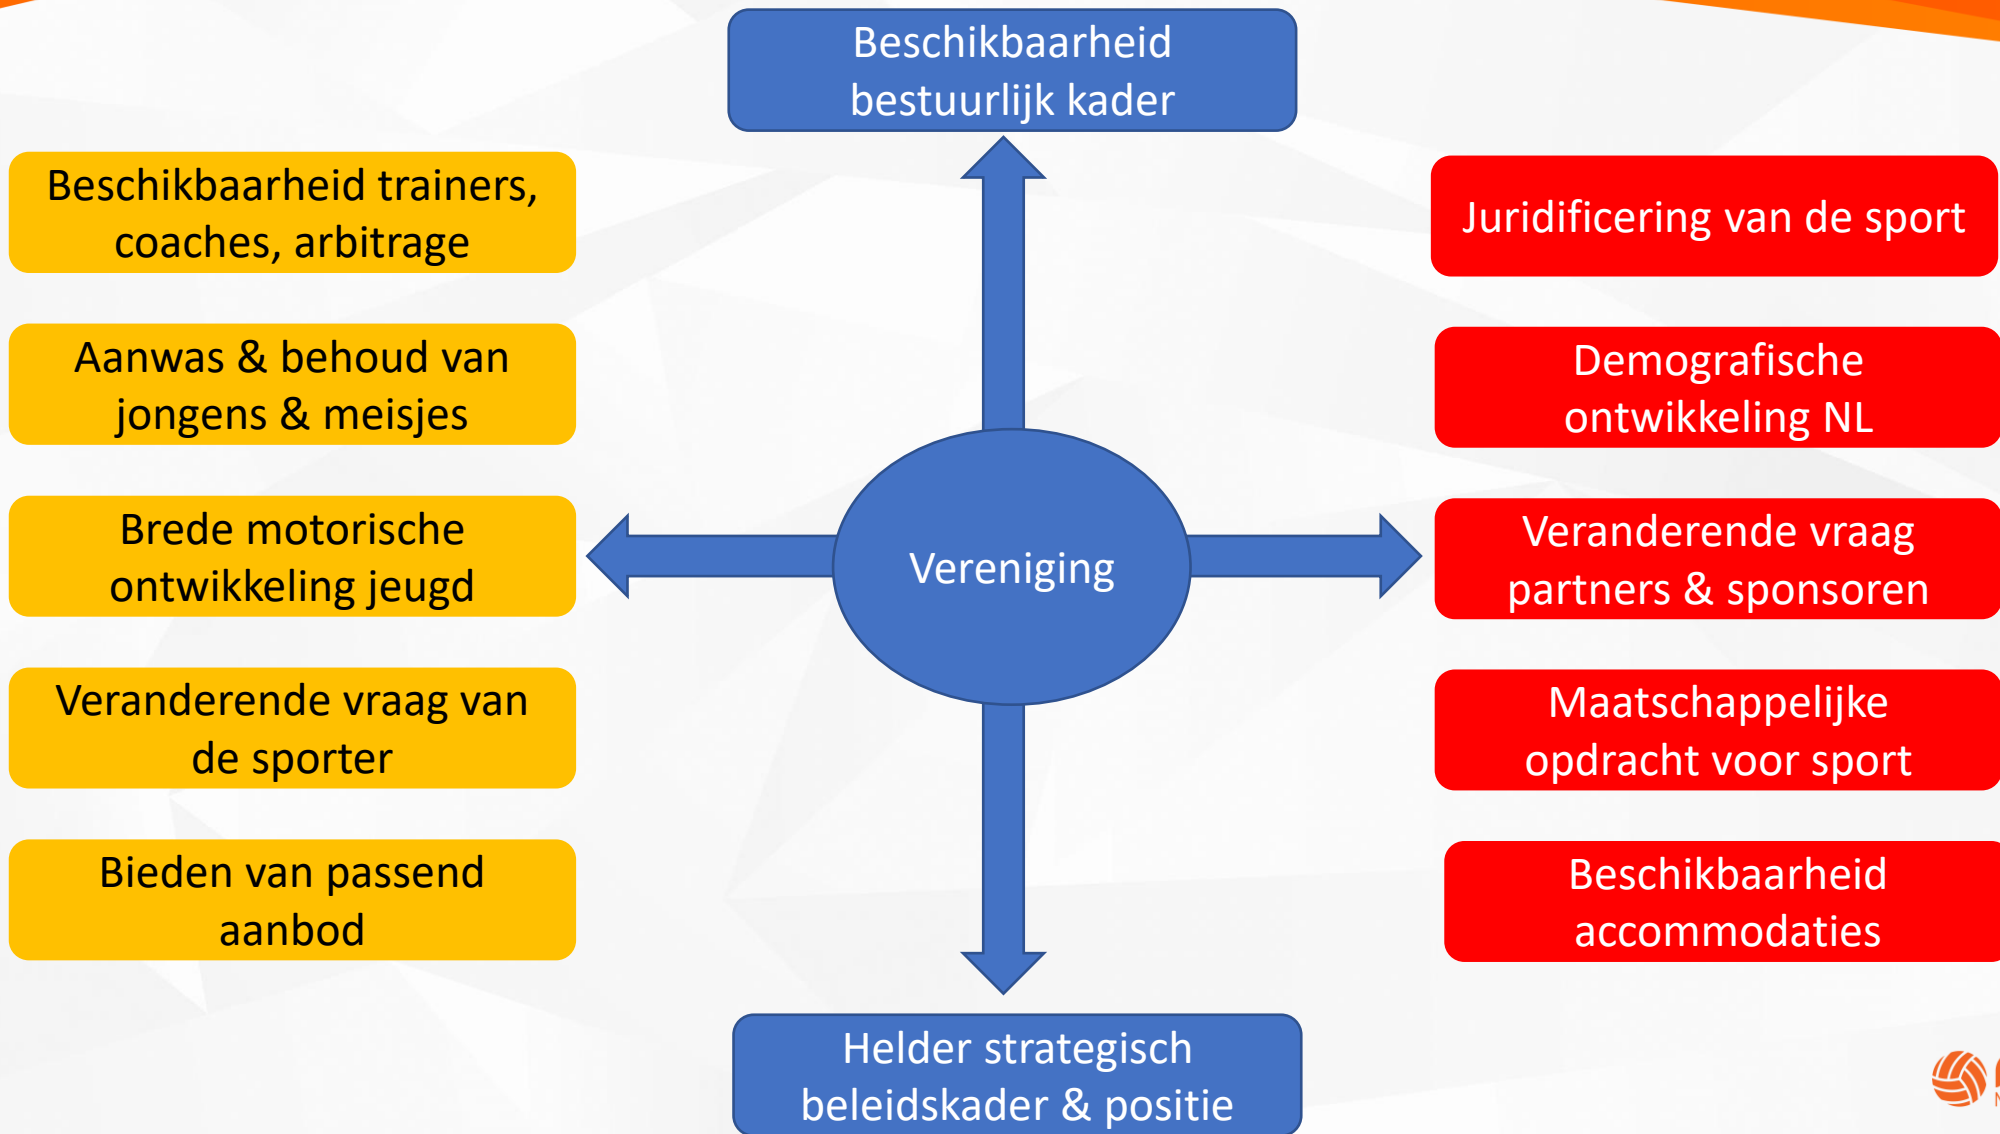 Beschikbaarheid
bestuurlijk kader
Beschikbaarheid trainers,
coaches, arbitrage
Aanwas & behoud van
jongens & meisjes
Brede motorische
ontwikkeling jeugd
Veranderende vraag van
de sporter
Bieden van passend
aanbod
Vereniging
Juridificering van de sport
Demografische
ontwikkeling NL
Veranderende vraag
partners & sponsoren
Maatschappelijke
opdracht voor sport
Beschikbaarheid
accommodaties
Helder strategisch
beleidskader & positie